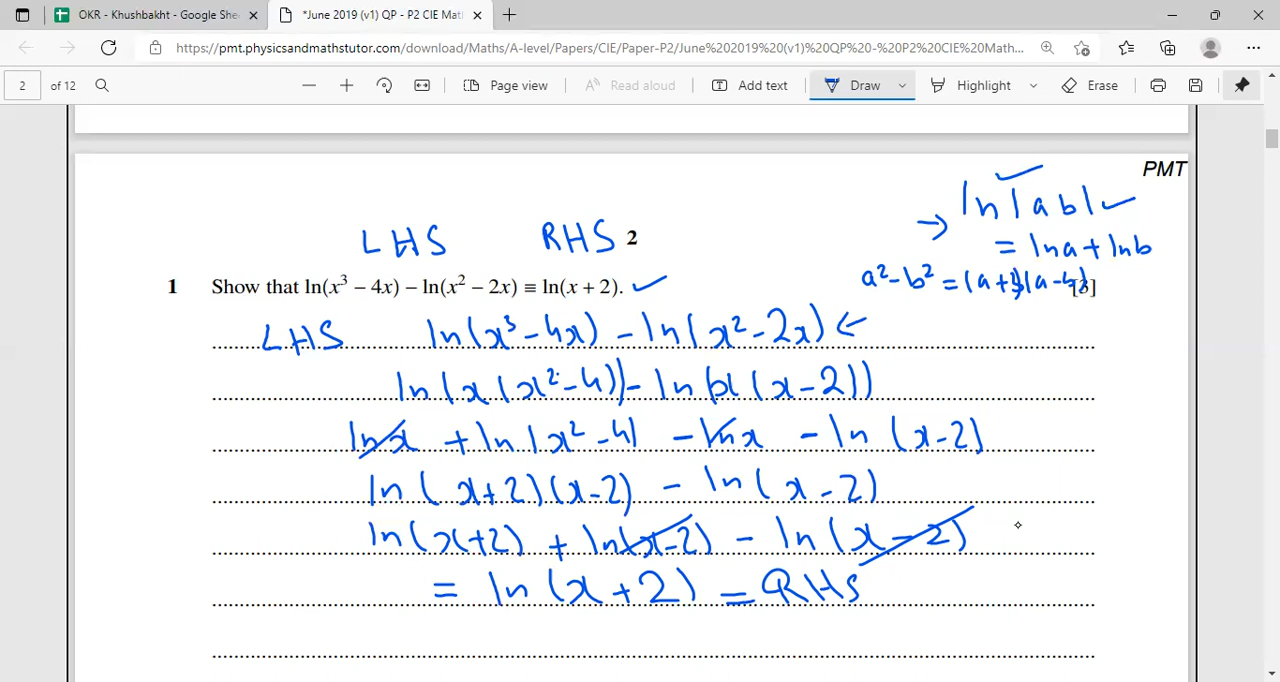 OKR - Khushbakht - Google She
*June 2019 (v1) QP - P2 CIE Mat
https://pmt.physicsandmathstutor.com/download/Maths/A-level/Papers/CIE/Paper-P2/June%202019%20(v1)%20QP%20-%20P2%20CIE%20Math...
2 of 12 Page view Read aloud Add text Draw Highlight Erase
PMT
ln(ab)
= lna + lnb
LHS RHS 2
a² - b² = (a+b)(a-b)
1 Show that ln(x³ − 4x) − ln(x² − 2x) ≡ ln(x + 2). [3]
LHS ln(x³ - 4x) - ln(x² - 2x)
ln(x(x² - 4)) - ln(x(x - 2))
lnx + ln(x² - 4) - lnx - ln(x - 2)
ln(x+2)(x-2) - ln(x - 2)
ln(x+2) + ln(x-2) - ln(x - 2)
= ln(x + 2) = RHS